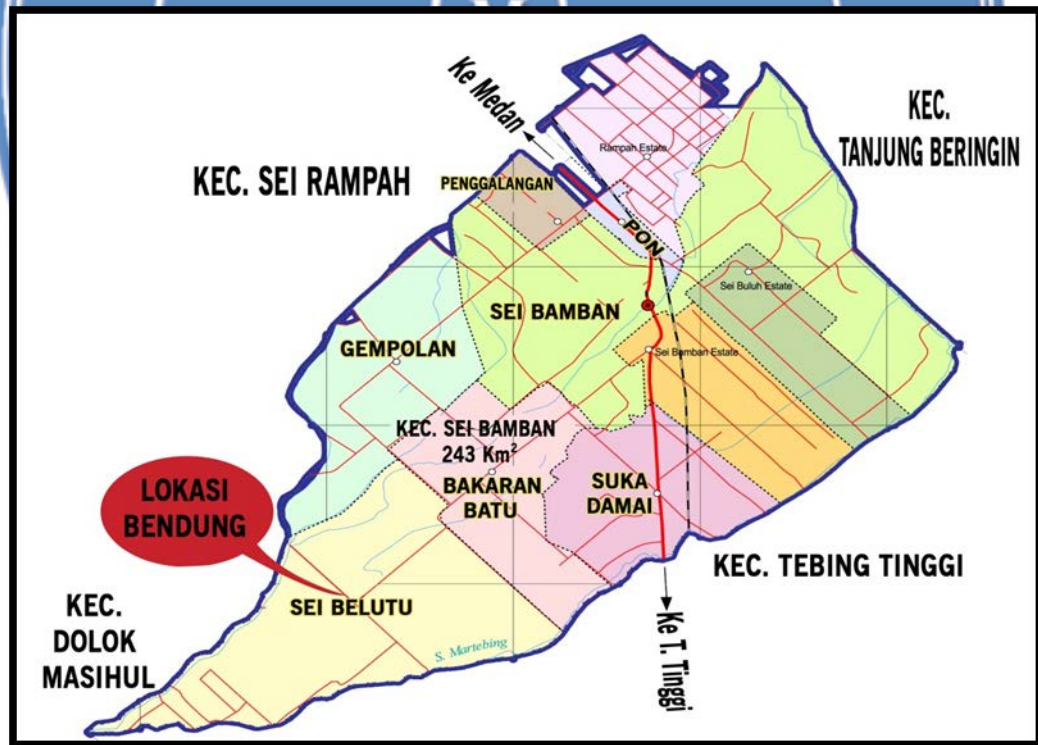 Ke Medan
KEC.
TANJUNG BERINGIN
Rampah Estate
KEC. SEI RAMPAH
PENGGALANGAN
PON
Sei Buluh Estate
SEI BAMBAN
GEMPOLAN
Sei Bamban Estate
KEC. SEI BAMBAN
243 Km²
BAKARAN
BATU
SUKA
DAMAI
LOKASI
BENDUNG
KEC. TEBING TINGGI
SEI BELUTU
KEC.
DOLOK
MASIHUL
S. Martebing
Ke T. Tinggi